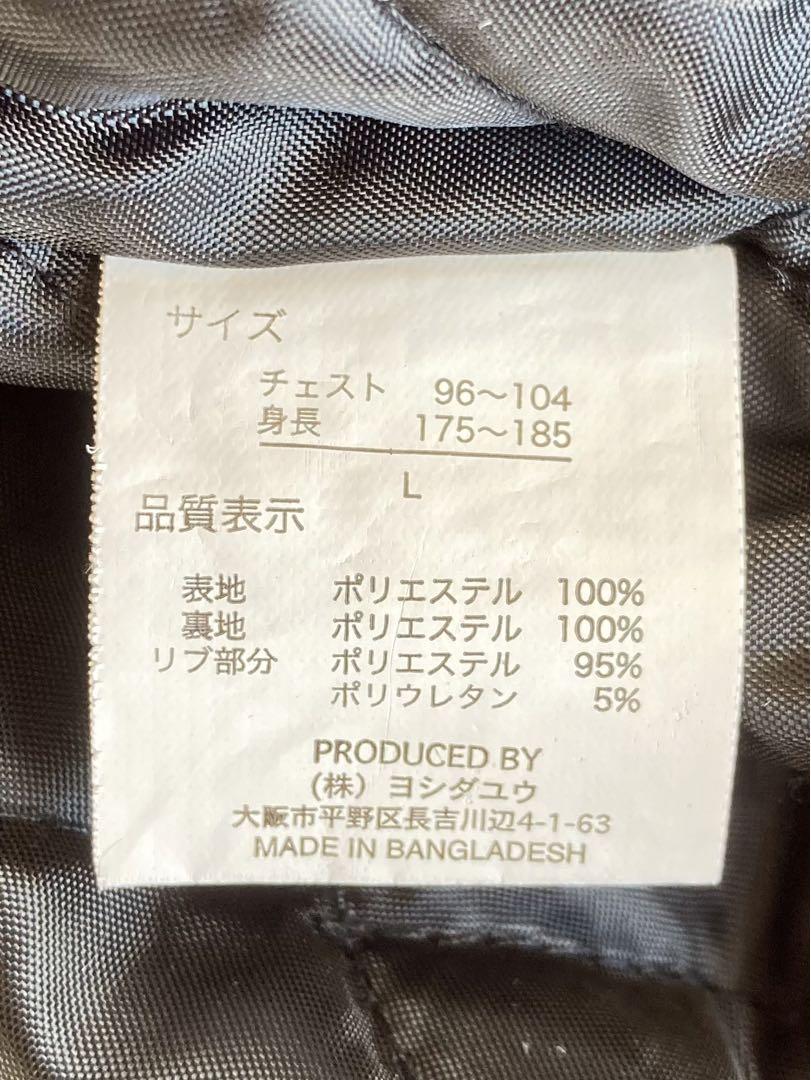 サイズ
チェスト 96～104
身長 175～185
L
品質表示
表地 ポリエステル 100%
裏地 ポリエステル 100%
リブ部分 ポリエステル 95%
ポリウレタン 5%
PRODUCED BY
(株) ヨシダユウ
大阪市平野区長吉川辺4-1-63
MADE IN BANGLADESH